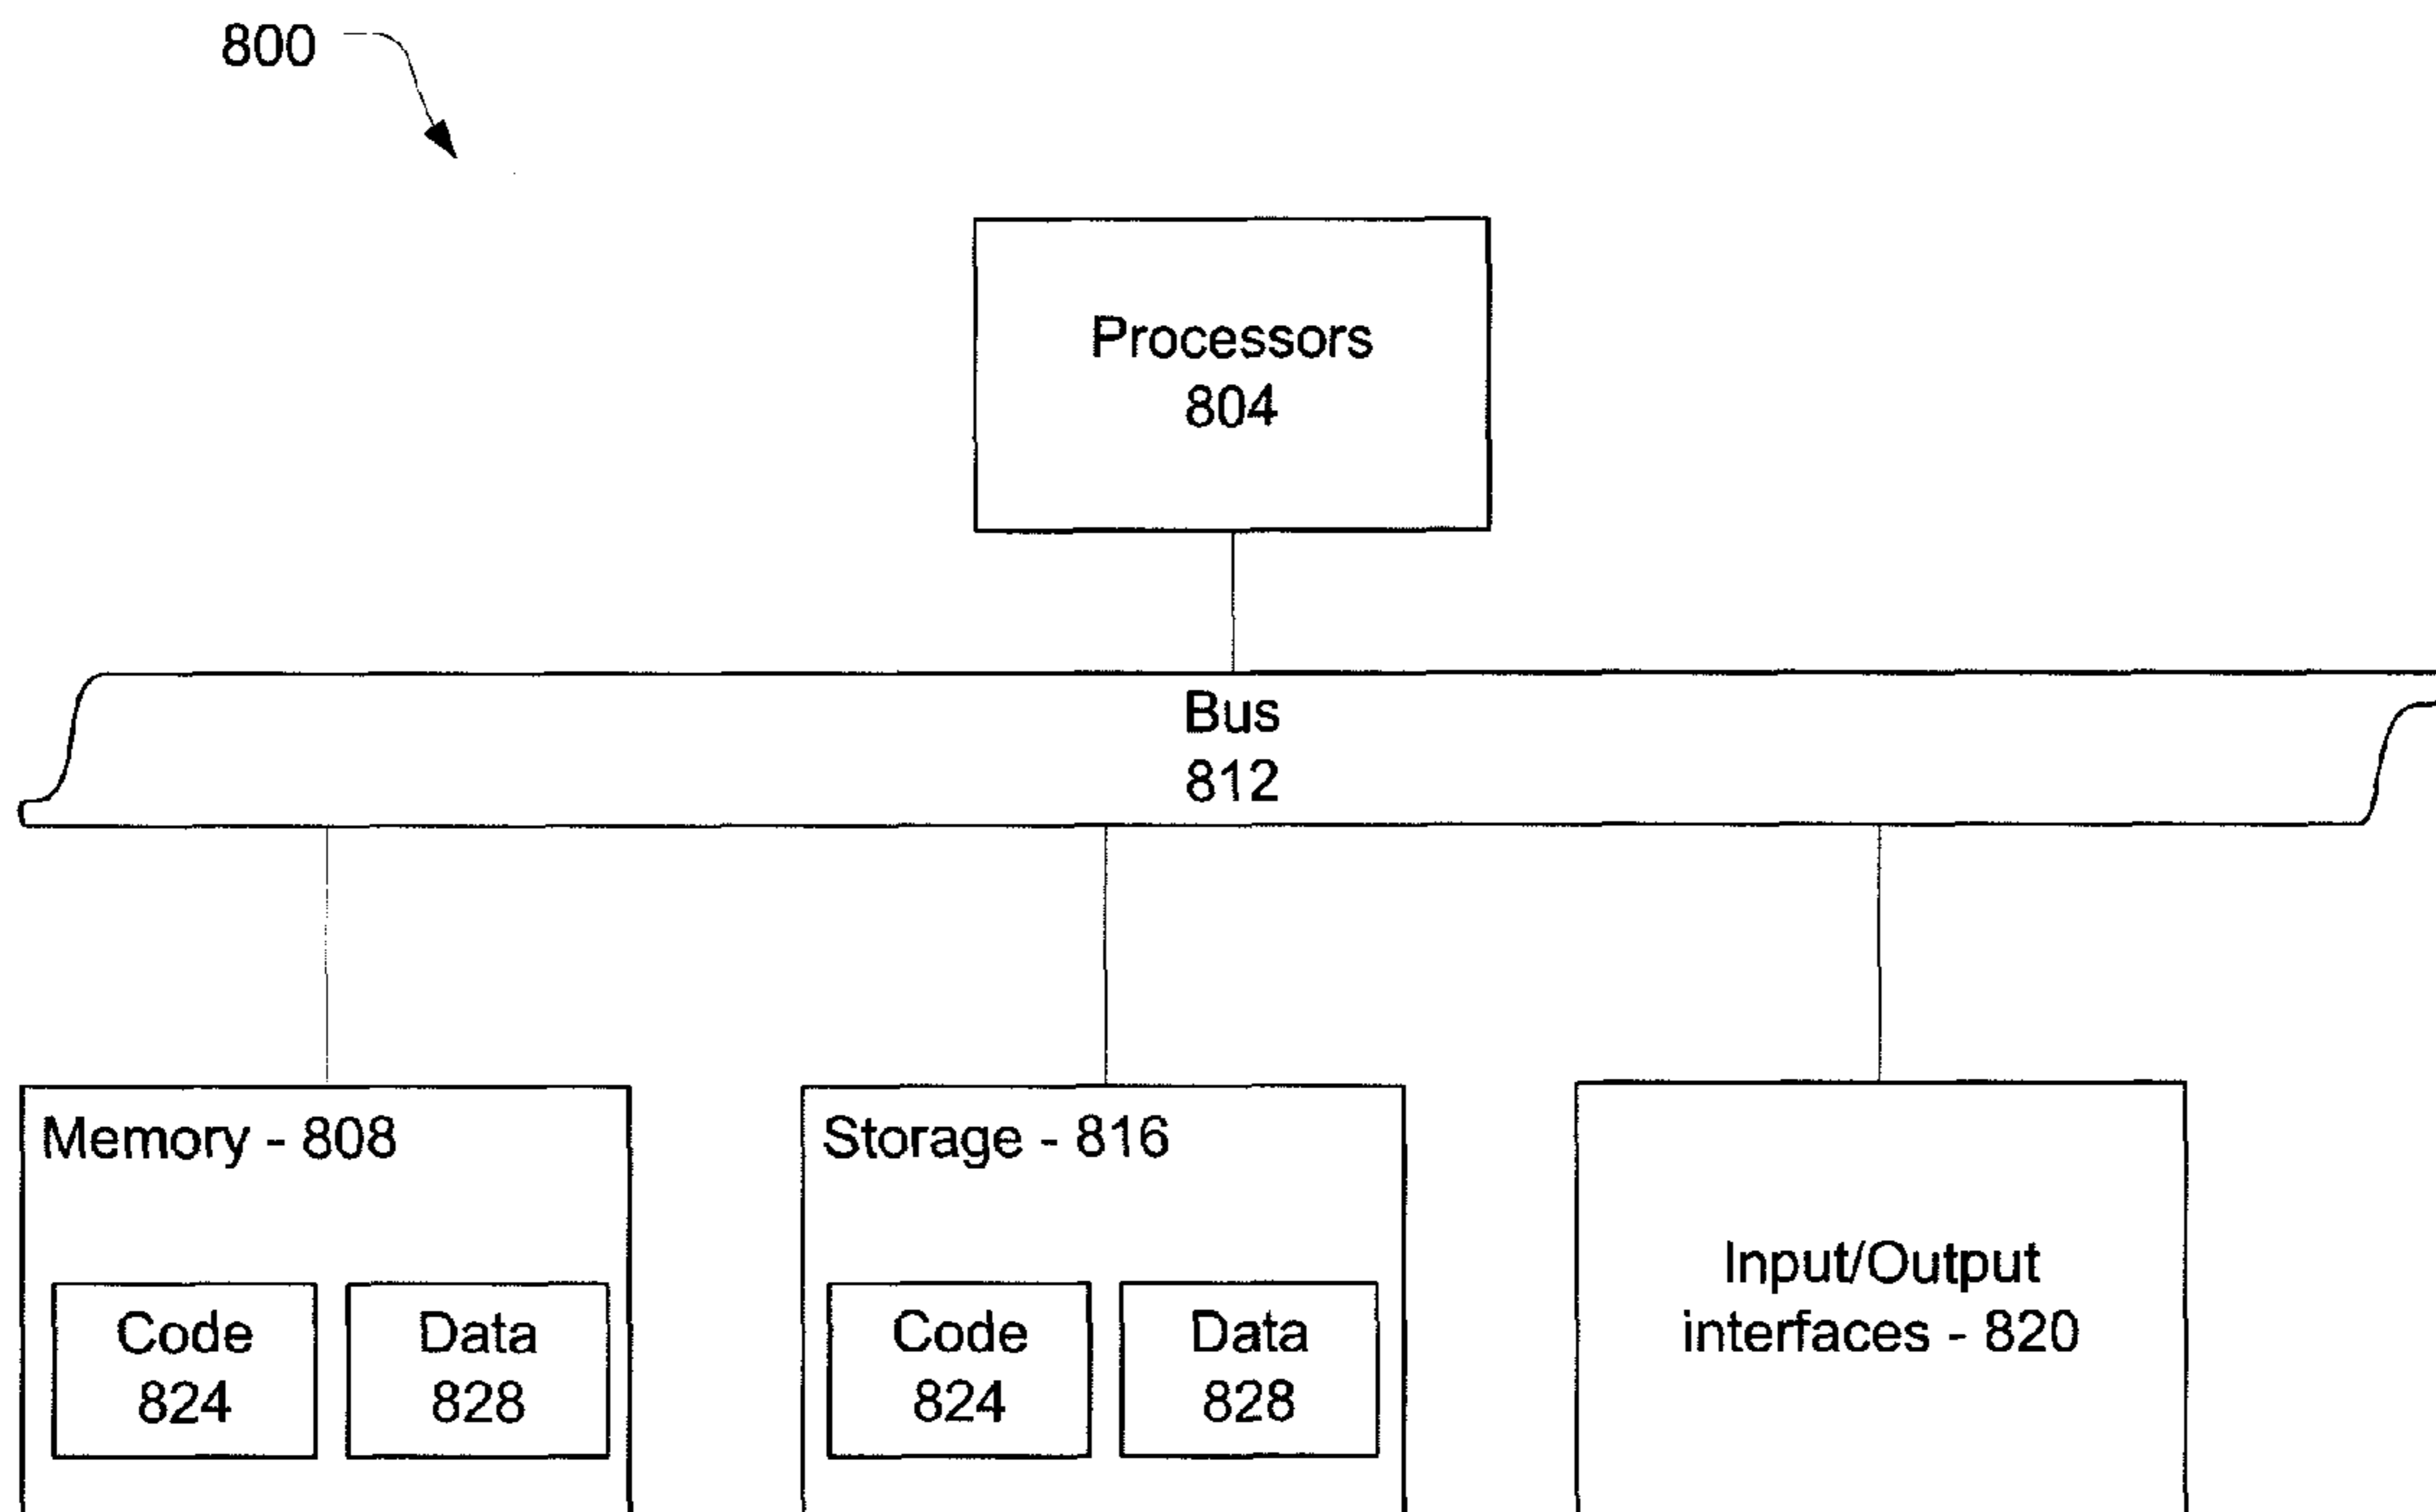 800
Processors
804
Bus
812
Memory - 808
Code
824
Data
828
Storage - 816
Code
824
Data
828
Input/Output
interfaces - 820